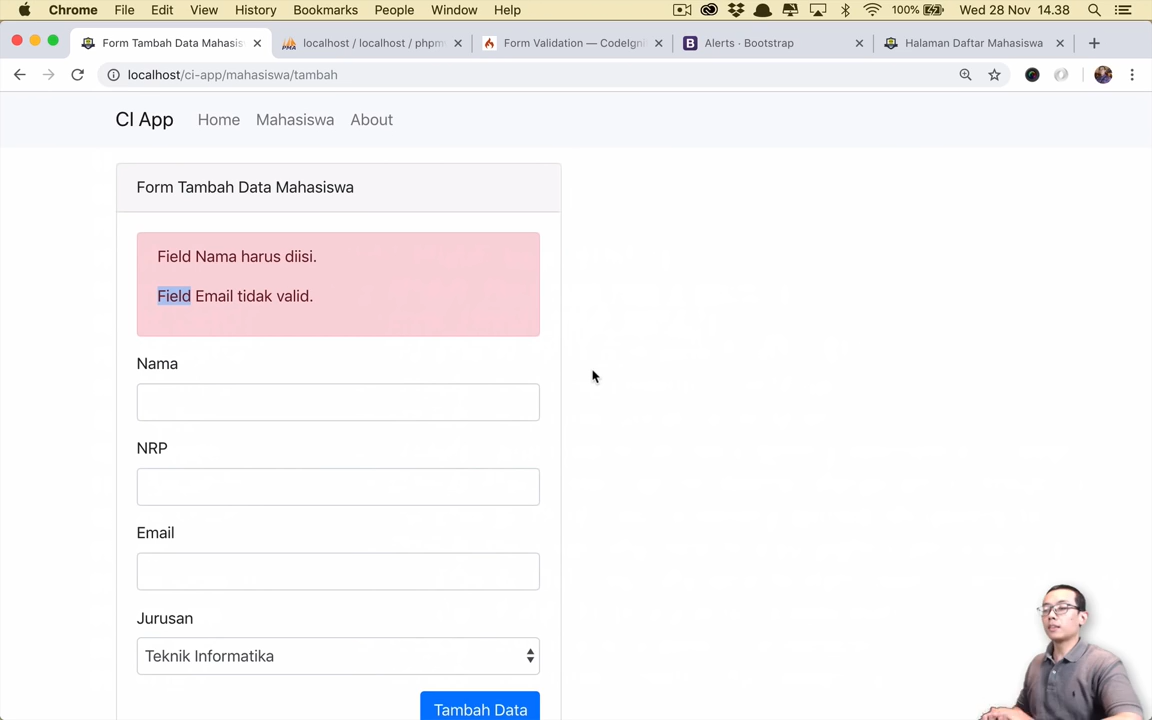 Chrome File Edit View History Bookmarks People Window Help 100% Wed 28 Nov 14.38
Form Tambah Data Mahasis localhost / localhost / phpm Form Validation — CodeIgni Alerts · Bootstrap Halaman Daftar Mahasiswa
localhost/ci-app/mahasiswa/tambah
CI App Home Mahasiswa About
Form Tambah Data Mahasiswa
Field Nama harus diisi.
Field Email tidak valid.
Nama
NRP
Email
Jurusan
Teknik Informatika
Tambah Data